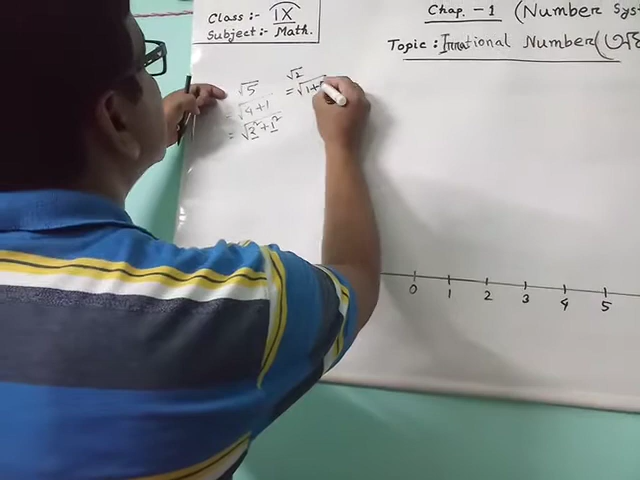 Class :- IX
Subject :- Math.
Chap. - 1 (Number Syst
Topic : Irrational Number (
√5
√4+1
= √2²+1²
√2
= √1+
0 1 2 3 4 5